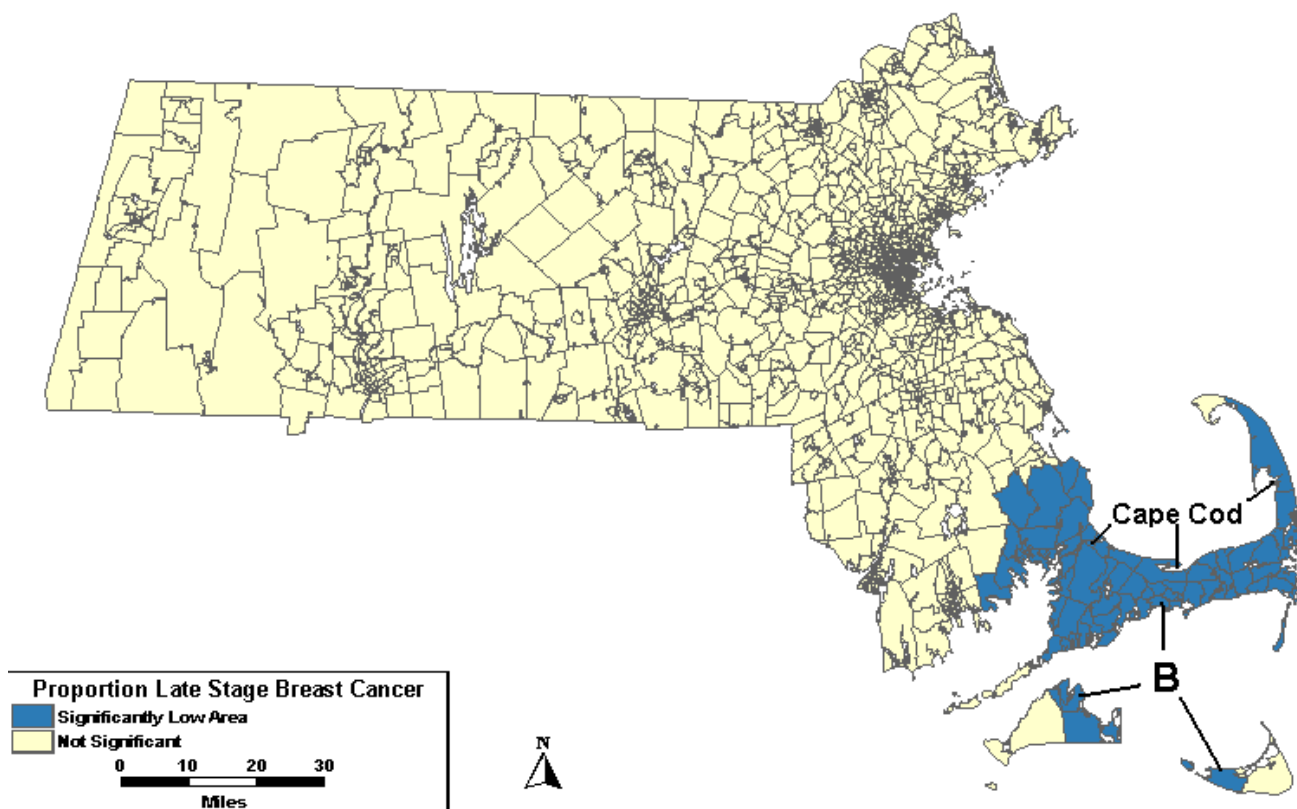 Cape Cod
B
Proportion Late Stage Breast Cancer
Significantly Low Area
Not Significant
0 10 20 30
Miles
N